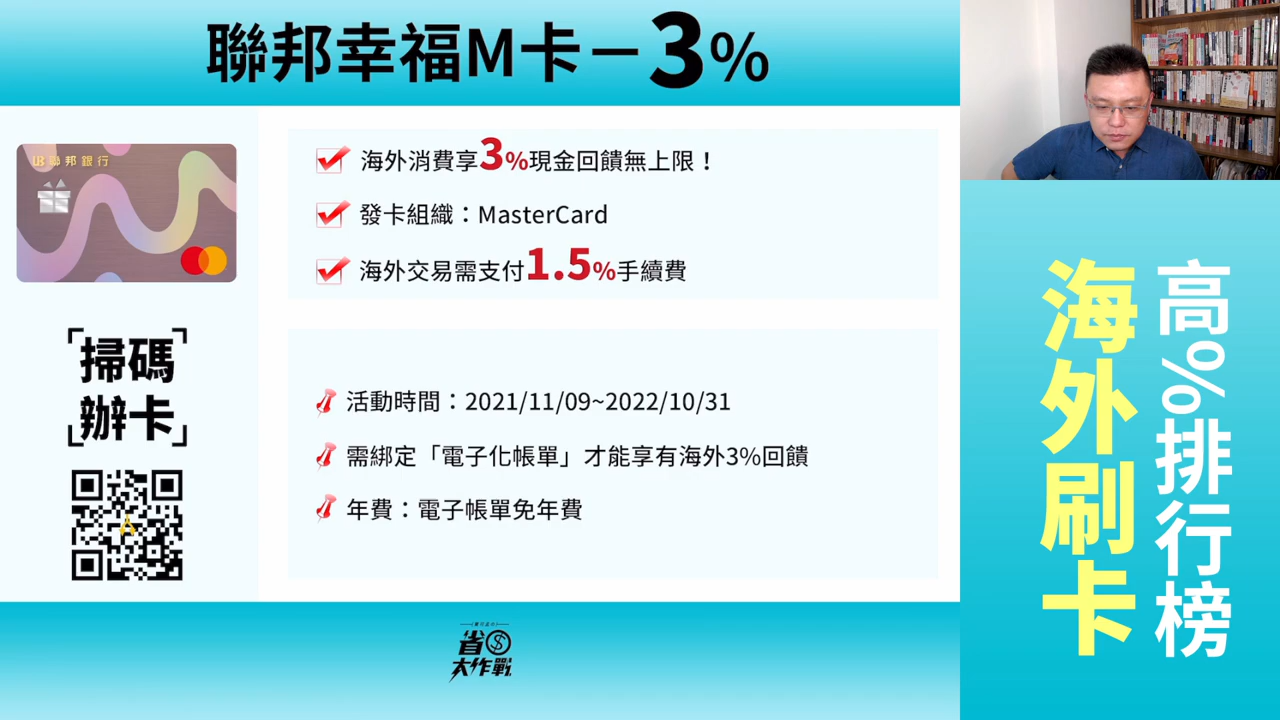 聯邦幸福M卡－3%
聯邦銀行
海外消費享3%現金回饋無上限！
發卡組織：MasterCard
海外交易需支付1.5%手續費
掃碼
辦卡
活動時間：2021/11/09~2022/10/31
需綁定「電子化帳單」才能享有海外3%回饋
年費：電子帳單免年費
省
大作戰
高%排行榜
海外刷卡